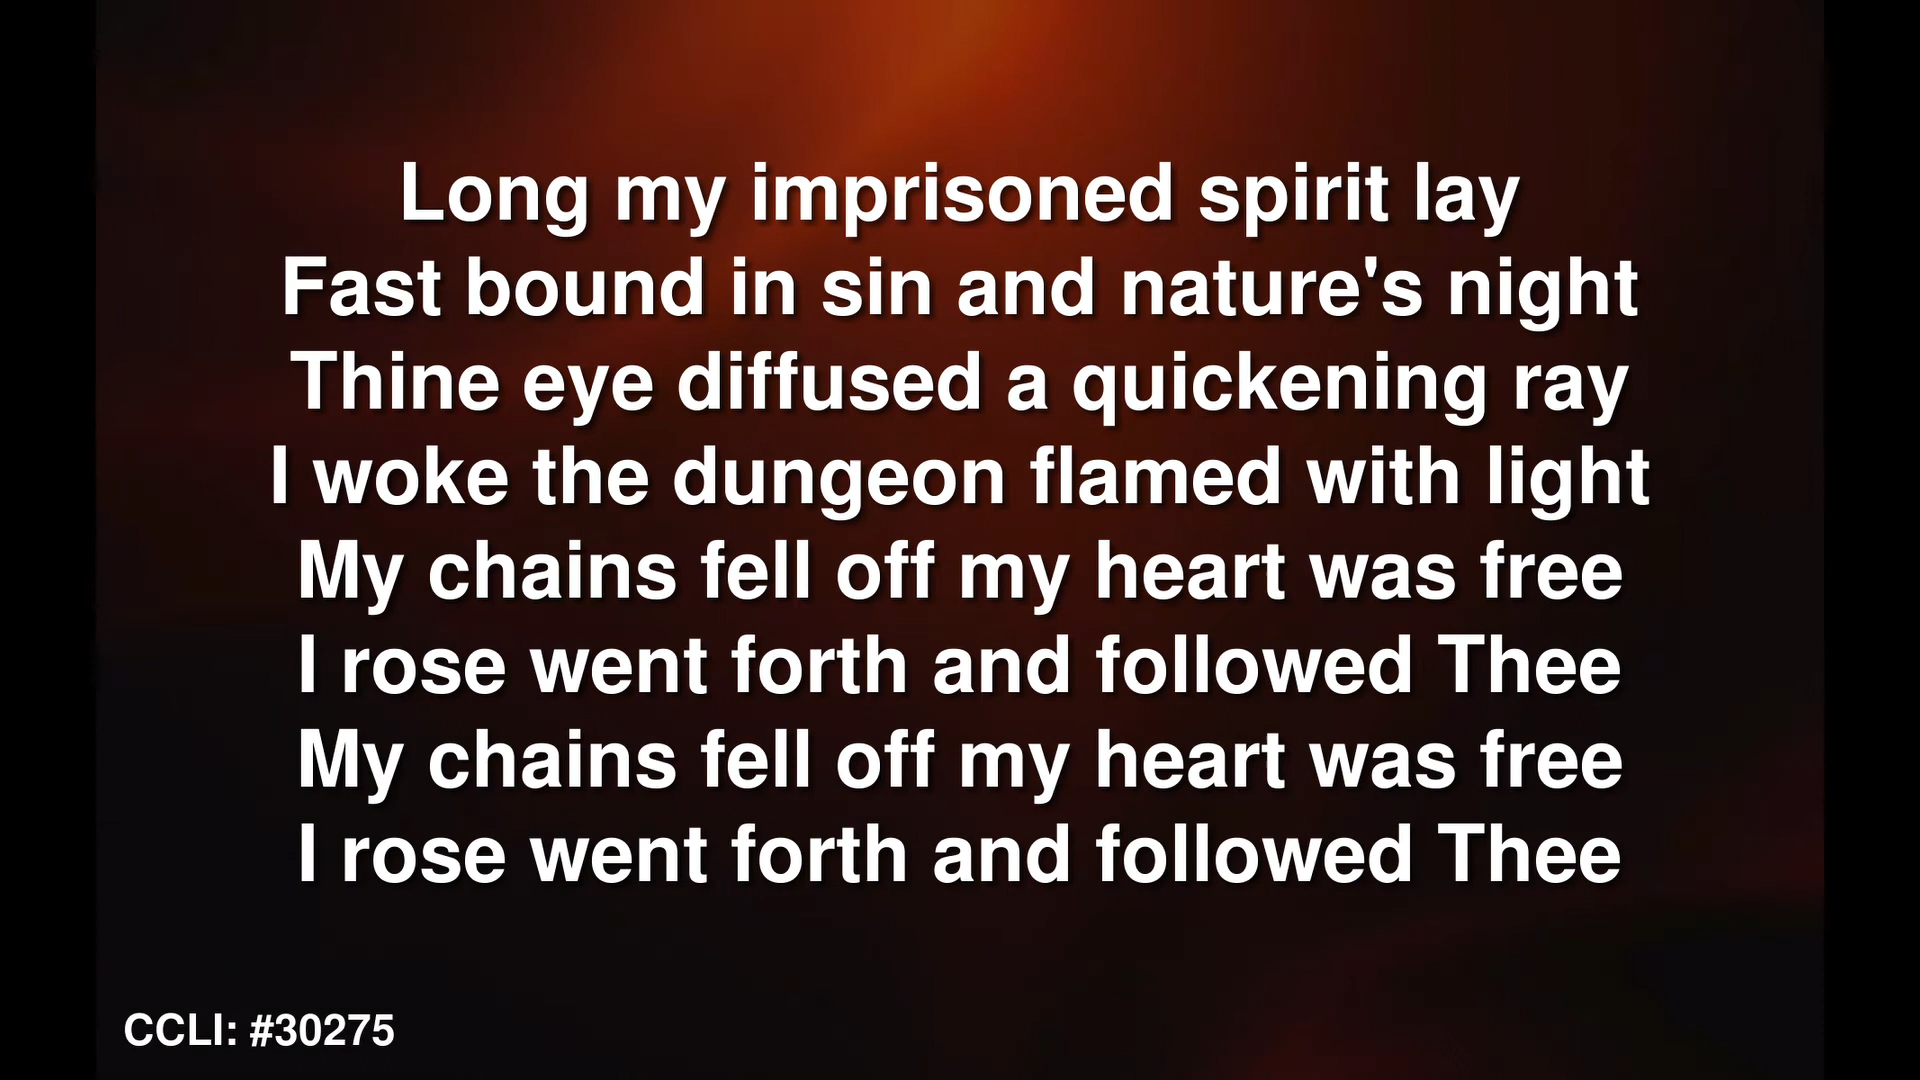 Long my imprisoned spirit lay
Fast bound in sin and nature's night
Thine eye diffused a quickening ray
I woke the dungeon flamed with light
My chains fell off my heart was free
I rose went forth and followed Thee
My chains fell off my heart was free
I rose went forth and followed Thee
CCLI: #30275